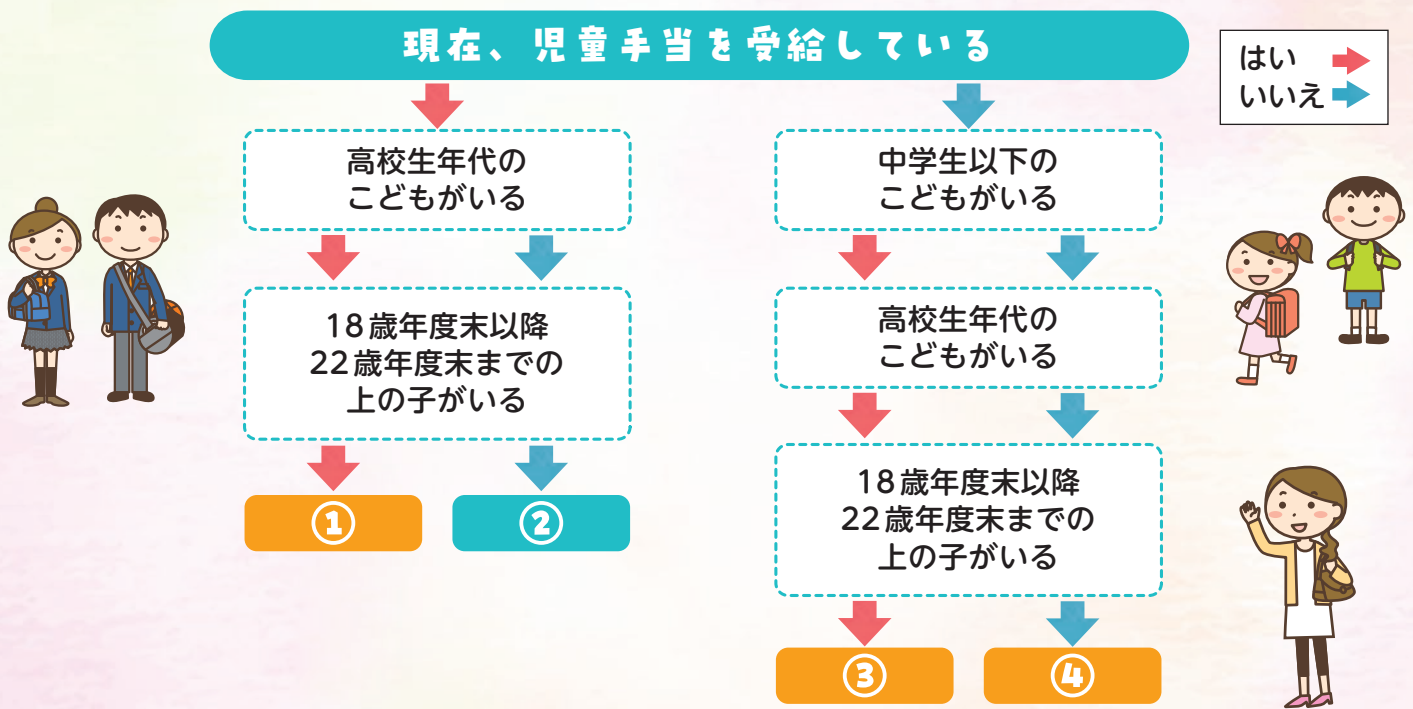 現在、児童手当を受給している
はい
いいえ
高校生年代の
こどもがいる
18歳年度末以降
22歳年度末までの
上の子がいる
①
②
中学生以下の
こどもがいる
高校生年代の
こどもがいる
18歳年度末以降
22歳年度末までの
上の子がいる
③
④